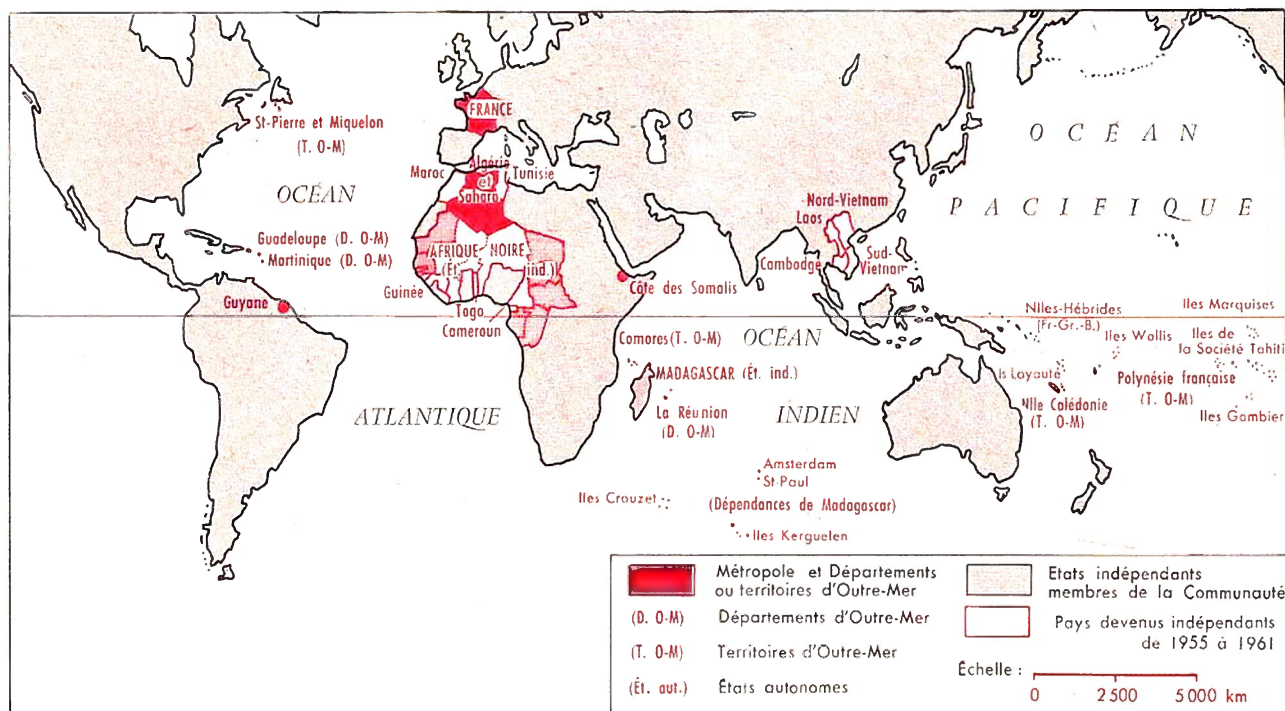 FRANCE
St-Pierre et Miquelon
(T. O-M)
OCÉAN
PACIFIQUE
Maroc
Algérie
et
Sahara
Tunisie
OCÉAN
Nord-Vietnam
Laos
Guadeloupe (D. O-M)
Martinique (D. O-M)
AFRIQUE NOIRE
(Ét. ind.)
Cambodge
Sud-
Vietnam
Guyane
Guinée
Côte des Somalis
Togo
Cameroun
Comores (T. O-M)
OCÉAN
Nlles-Hébrides
(Fr-Gr.-B.)
Iles Marquises
Iles Wallis
Iles de
la Société Tahiti
MADAGASCAR (Ét. ind.)
Is Loyauté
Polynésie française
(T. O-M)
ATLANTIQUE
La Réunion
(D. O-M)
INDIEN
Nlle Calédonie
(T. O-M)
Iles Gambier
Amsterdam
St-Paul
Iles Crouzet
(Dépendances de Madagascar)
Iles Kerguelen
Métropole et Départements
ou territoires d'Outre-Mer
(D. O-M) Départements d'Outre-Mer
(T. O-M) Territoires d'Outre-Mer
(Ét. aut.) États autonomes
Etats indépendants
membres de la Communauté
Pays devenus indépendants
de 1955 à 1961
Échelle :
0 2 500 5 000 km